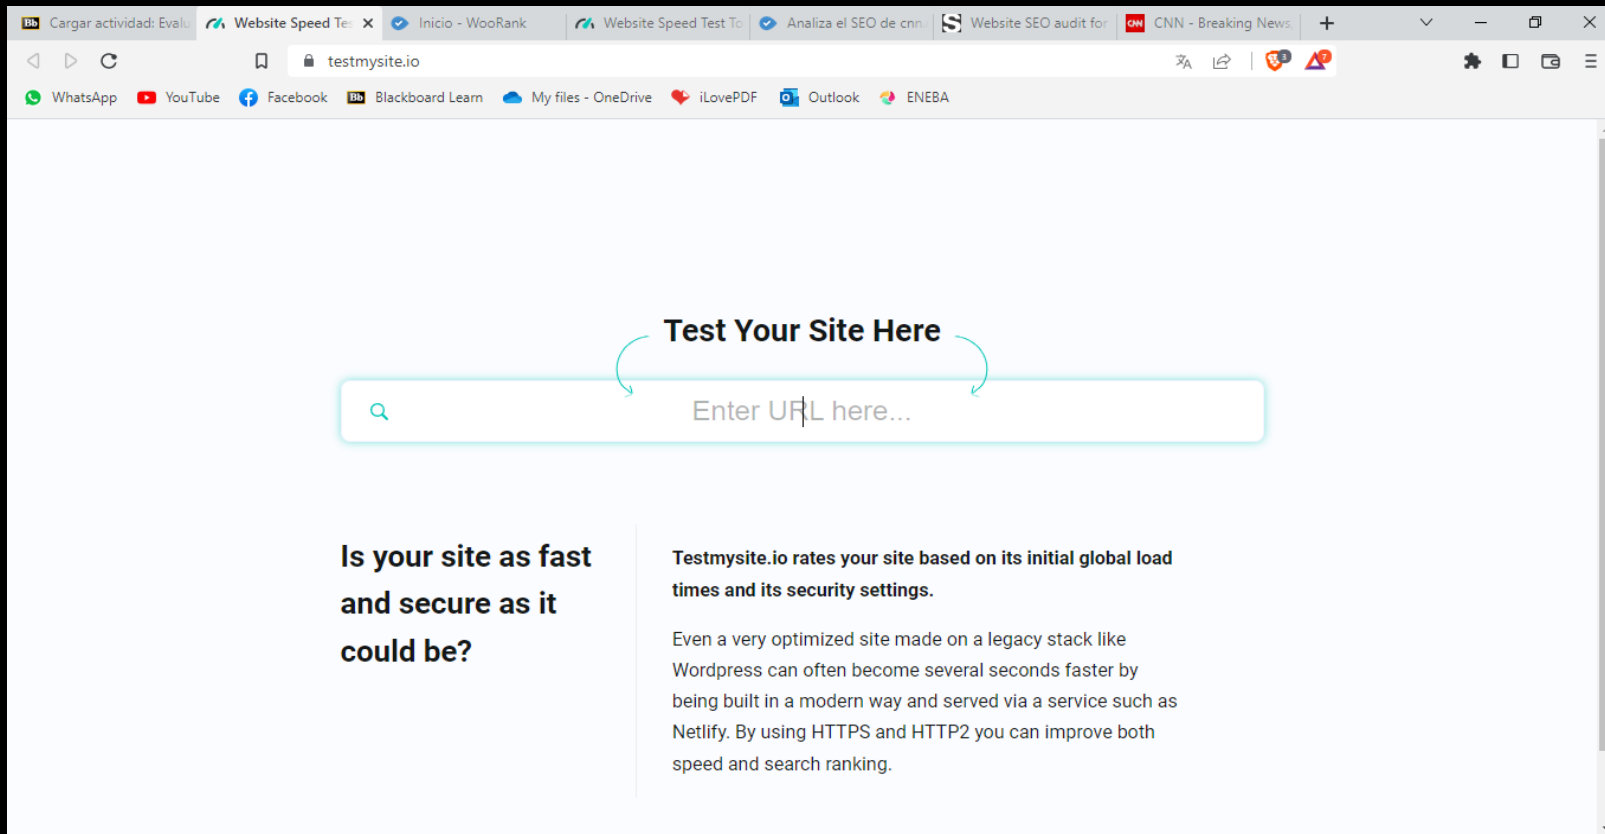 Cargar actividad: Evalu
Website Speed Tes
Inicio - WooRank
Website Speed Test To
Analiza el SEO de cnn.
Website SEO audit for
CNN - Breaking News,
testmysite.io
3
7
WhatsApp
YouTube
Facebook
Bb Blackboard Learn
My files - OneDrive
iLovePDF
Outlook
ENEBA
Test Your Site Here
Enter URL here...
Is your site as fast
and secure as it
could be?
Testmysite.io rates your site based on its initial global load
times and its security settings.
Even a very optimized site made on a legacy stack like
Wordpress can often become several seconds faster by
being built in a modern way and served via a service such as
Netlify. By using HTTPS and HTTP2 you can improve both
speed and search ranking.